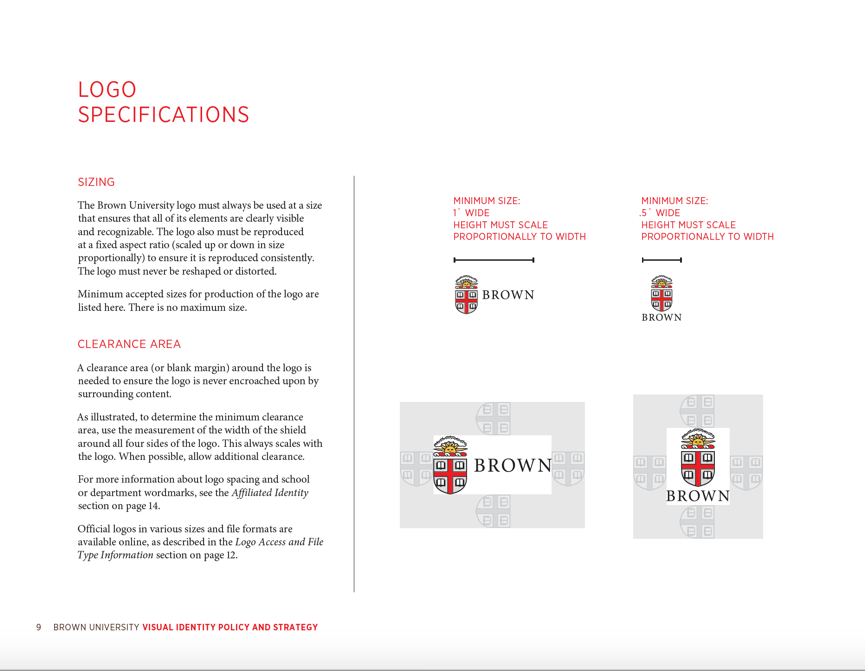 LOGO
SPECIFICATIONS
SIZING
The Brown University logo must always be used at a size
that ensures that all of its elements are clearly visible
and recognizable. The logo also must be reproduced
at a fixed aspect ratio (scaled up or down in size
proportionally) to ensure it is reproduced consistently.
The logo must never be reshaped or distorted.
Minimum accepted sizes for production of the logo are
listed here. There is no maximum size.
CLEARANCE AREA
A clearance area (or blank margin) around the logo is
needed to ensure the logo is never encroached upon by
surrounding content.
As illustrated, to determine the minimum clearance
area, use the measurement of the width of the shield
around all four sides of the logo. This always scales with
the logo. When possible, allow additional clearance.
For more information about logo spacing and school
or department wordmarks, see the Affiliated Identity
section on page 14.
Official logos in various sizes and file formats are
available online, as described in the Logo Access and File
Type Information section on page 12.
MINIMUM SIZE:
1˝ WIDE
HEIGHT MUST SCALE
PROPORTIONALLY TO WIDTH
BROWN
MINIMUM SIZE:
.5˝ WIDE
HEIGHT MUST SCALE
PROPORTIONALLY TO WIDTH
BROWN
BROWN
BROWN
9 BROWN UNIVERSITY VISUAL IDENTITY POLICY AND STRATEGY